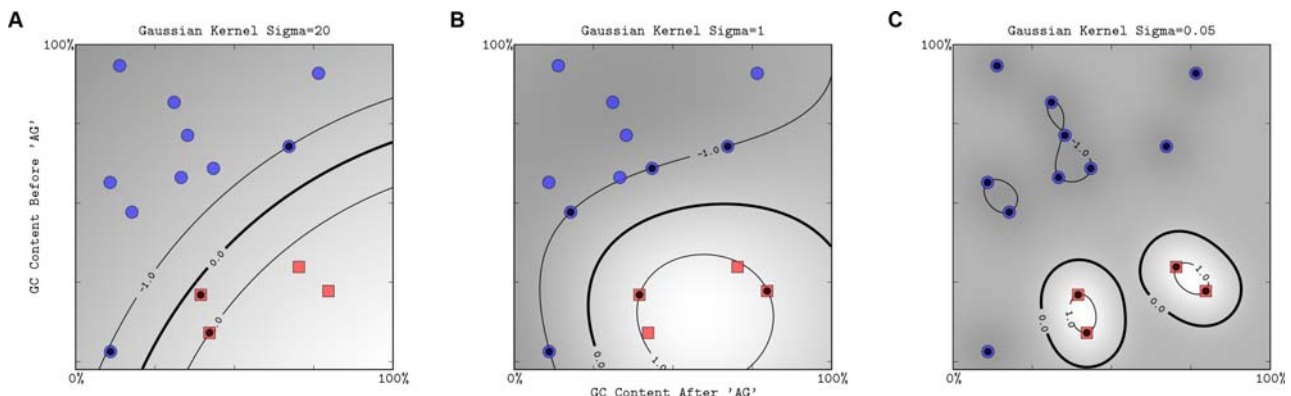 A
Gaussian Kernel Sigma=20
100%
GC Content Before 'AG'
-1.0
0.0
.0
0%
100%
B
Gaussian Kernel Sigma=1
100%
-1.0
0.0
1.0
0%
100%
GC Content After 'AG'
C
Gaussian Kernel Sigma=0.05
100%
-1.0
1.0
0.0
1.0
0.0
0%
100%